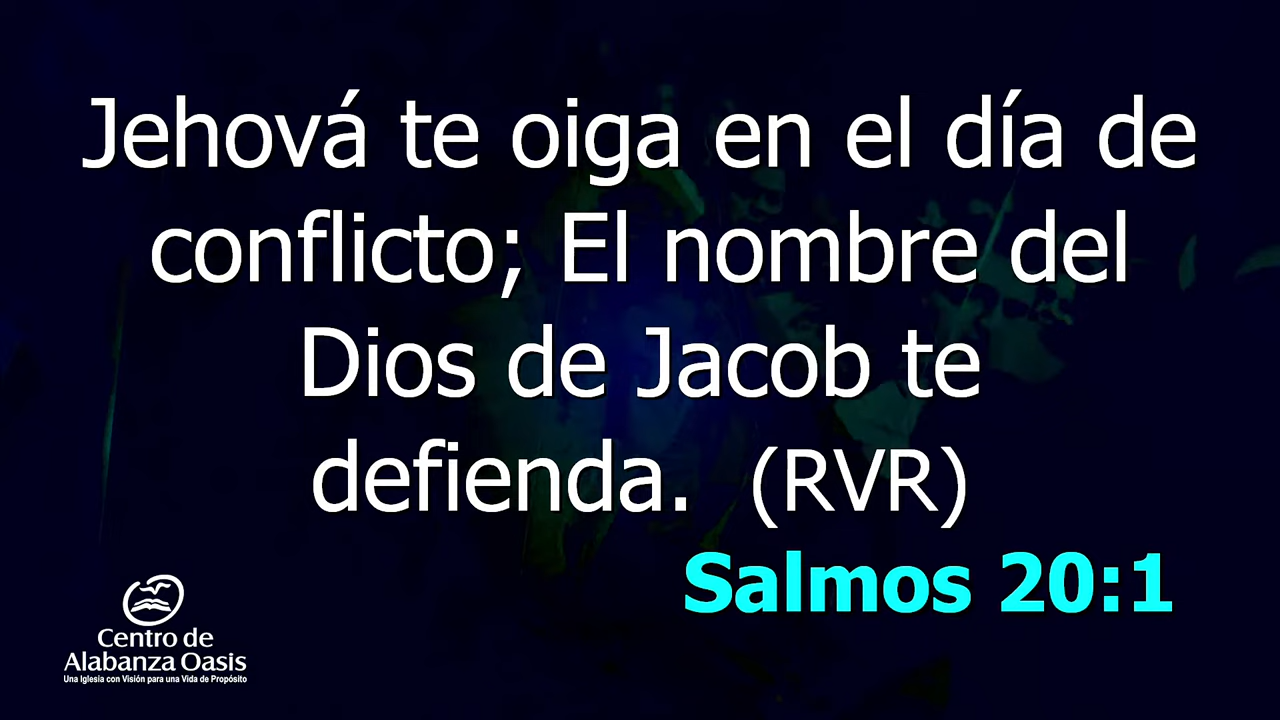 Jehová te oiga en el día de
conflicto; El nombre del
Dios de Jacob te
defienda. (RVR)
Salmos 20:1
Centro de
Alabanza Oasis
Una Iglesia con Visión para una Vida de Propósito